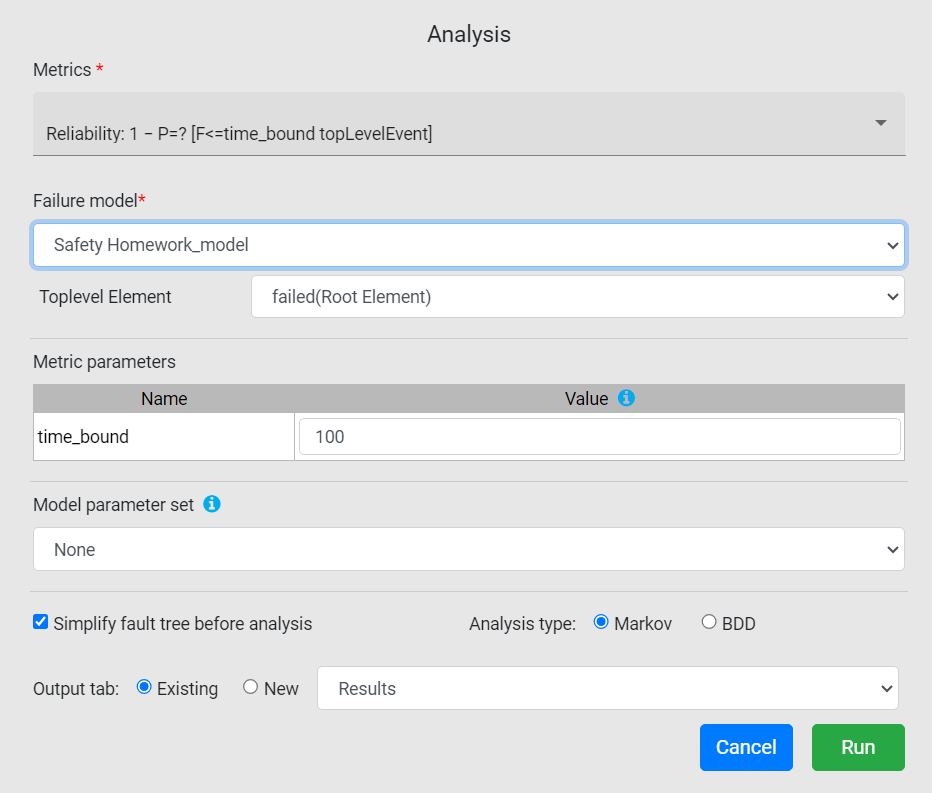 Analysis
Metrics *
Reliability: 1 − P=? [F<=time_bound topLevelEvent]
Failure model*
Safety Homework_model
Toplevel Element failed(Root Element)
Metric parameters
Name Value
time_bound 100
Model parameter set
None
Simplify fault tree before analysis Analysis type: Markov BDD
Output tab: Existing New Results
Cancel Run